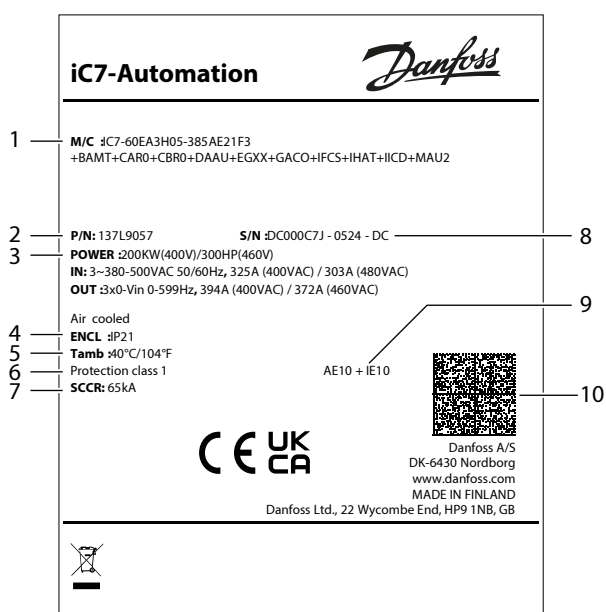 iC7-Automation
Danfoss
1
M/C :IC7-60EA3H05-385AE21F3
+BAMT+CAR0+CBR0+DAAU+EGXX+GACO+IFCS+IHAT+IICD+MAU2
2 P/N: 137L9057 S/N :DC000C7J - 0524 - DC 8
3 POWER :200KW(400V)/300HP(460V)
IN: 3~380-500VAC 50/60Hz, 325A (400VAC) / 303A (480VAC)
OUT :3x0-Vin 0-599Hz, 394A (400VAC) / 372A (460VAC)
9
Air cooled
4 ENCL :IP21
5 Tamb :40°C/104°F
6 Protection class 1 AE10 + IE10
7 SCCR: 65kA
10
CE UK CA
Danfoss A/S
DK-6430 Nordborg
www.danfoss.com
MADE IN FINLAND
Danfoss Ltd., 22 Wycombe End, HP9 1NB, GB